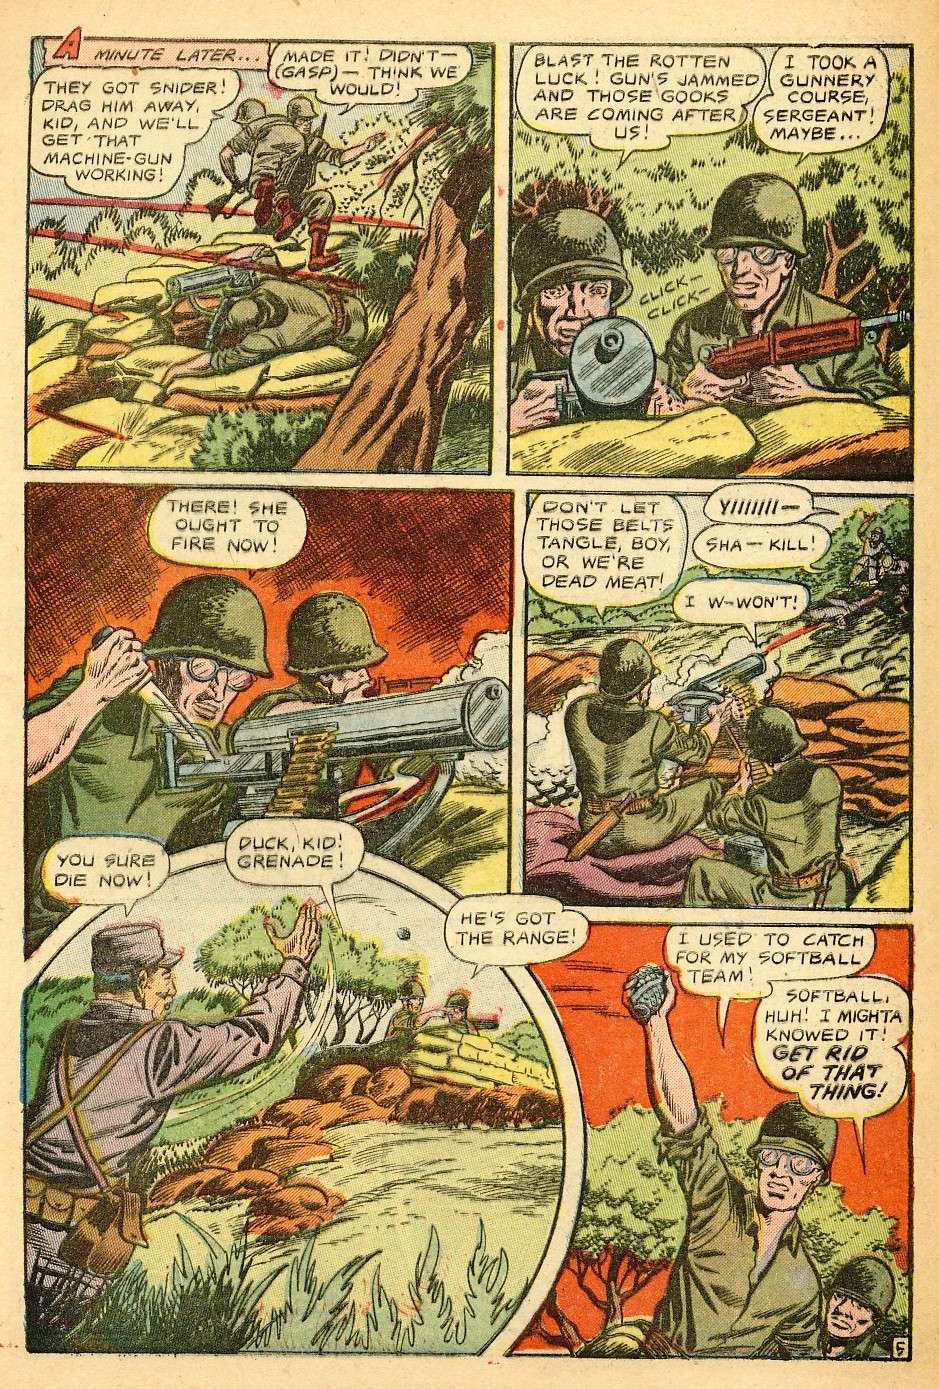 A MINUTE LATER...
THEY GOT SNIDER!
DRAG HIM AWAY,
KID, AND WE'LL
GET THAT
MACHINE-GUN
WORKING!
MADE IT! DIDN'T—
(GASP)— THINK WE
WOULD!
BLAST THE ROTTEN
LUCK! GUN'S JAMMED
AND THOSE GOOKS
ARE COMING AFTER
US!
I TOOK A
GUNNERY
COURSE,
SERGEANT!
MAYBE...
CLICK—
CLICK—
THERE! SHE
OUGHT TO
FIRE NOW!
DON'T LET
THOSE BELTS
TANGLE, BOY,
OR WE'RE
DEAD MEAT!
YIIIIIII—
SHA—KILL!
I W-WON'T!
YOU SURE
DIE NOW!
DUCK, KID!
GRENADE!
HE'S GOT
THE RANGE!
I USED TO CATCH
FOR MY SOFTBALL
TEAM!
SOFTBALL,
HUH! I MIGHTA
KNOWED IT!
GET RID
OF THAT
THING!
5